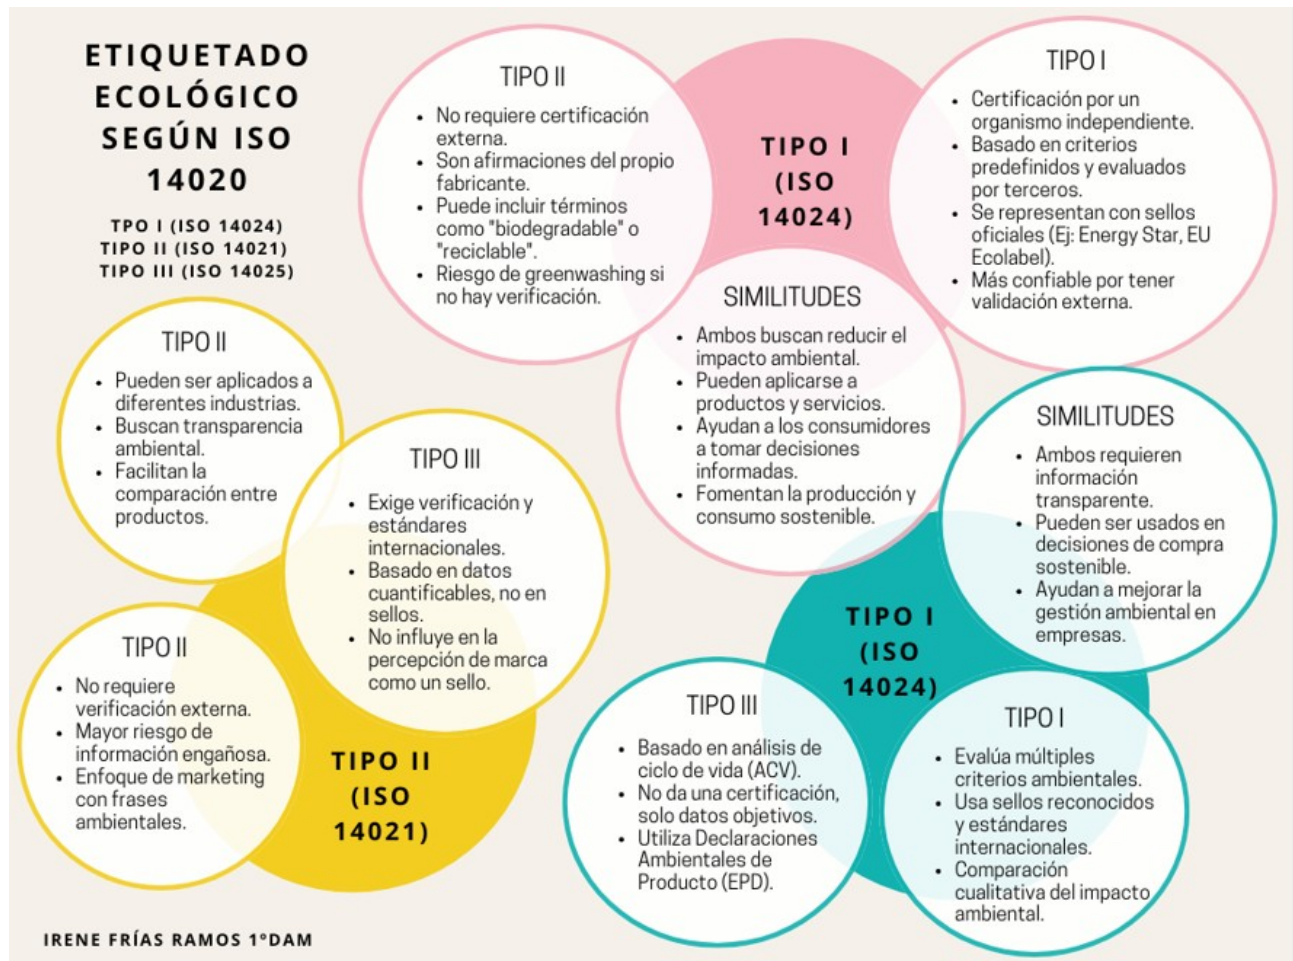 ETIQUETADO
ECOLÓGICO
SEGÚN ISO
14020
TPO I (ISO 14024)
TIPO II (ISO 14021)
TIPO III (ISO 14025)
TIPO II
• No requiere certificación
externa.
• Son afirmaciones del propio
fabricante.
• Puede incluir términos
como "biodegradable" o
"reciclable".
• Riesgo de greenwashing si
no hay verificación.
TIPO I
(ISO
14024)
TIPO I
• Certificación por un
organismo independiente.
• Basado en criterios
predefinidos y evaluados
por terceros.
• Se representan con sellos
oficiales (Ej: Energy Star, EU
Ecolabel).
• Más confiable por tener
validación externa.
SIMILITUDES
• Ambos buscan reducir el
impacto ambiental.
• Pueden aplicarse a
productos y servicios.
• Ayudan a los consumidores
a tomar decisiones
informadas.
• Fomentan la producción y
consumo sostenible.
TIPO II
• Pueden ser aplicados a
diferentes industrias.
• Buscan transparencia
ambiental.
• Facilitan la
comparación entre
productos.
TIPO III
• Exige verificación y
estándares
internacionales.
• Basado en datos
cuantificables, no en
sellos.
• No influye en la
percepción de marca
como un sello.
TIPO II
• No requiere
verificación externa.
• Mayor riesgo de
información engañosa.
• Enfoque de marketing
con frases
ambientales.
TIPO II
(ISO
14021)
SIMILITUDES
• Ambos requieren
información
transparente.
• Pueden ser usados en
decisiones de compra
sostenible.
• Ayudan a mejorar la
gestión ambiental en
empresas.
TIPO I
(ISO
14024)
TIPO III
• Basado en análisis de
ciclo de vida (ACV).
• No da una certificación,
solo datos objetivos.
• Utiliza Declaraciones
Ambientales de
Producto (EPD).
TIPO I
• Evalúa múltiples
criterios ambientales.
• Usa sellos reconocidos
y estándares
internacionales.
• Comparación
cualitativa del impacto
ambiental.
IRENE FRÍAS RAMOS 1ºDAM